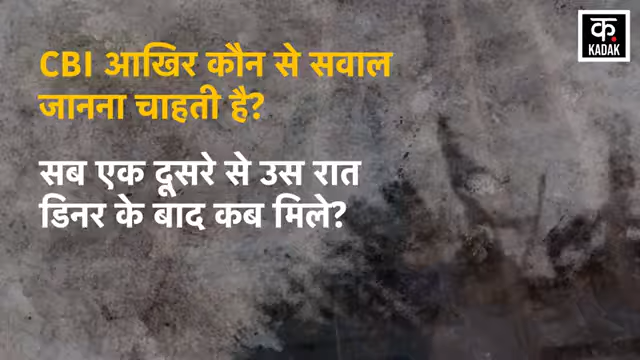 क.
KADAK
CBI आखिर कौन से सवाल
जानना चाहती है?
सब एक दूसरे से उस रात
डिनर के बाद कब मिले?